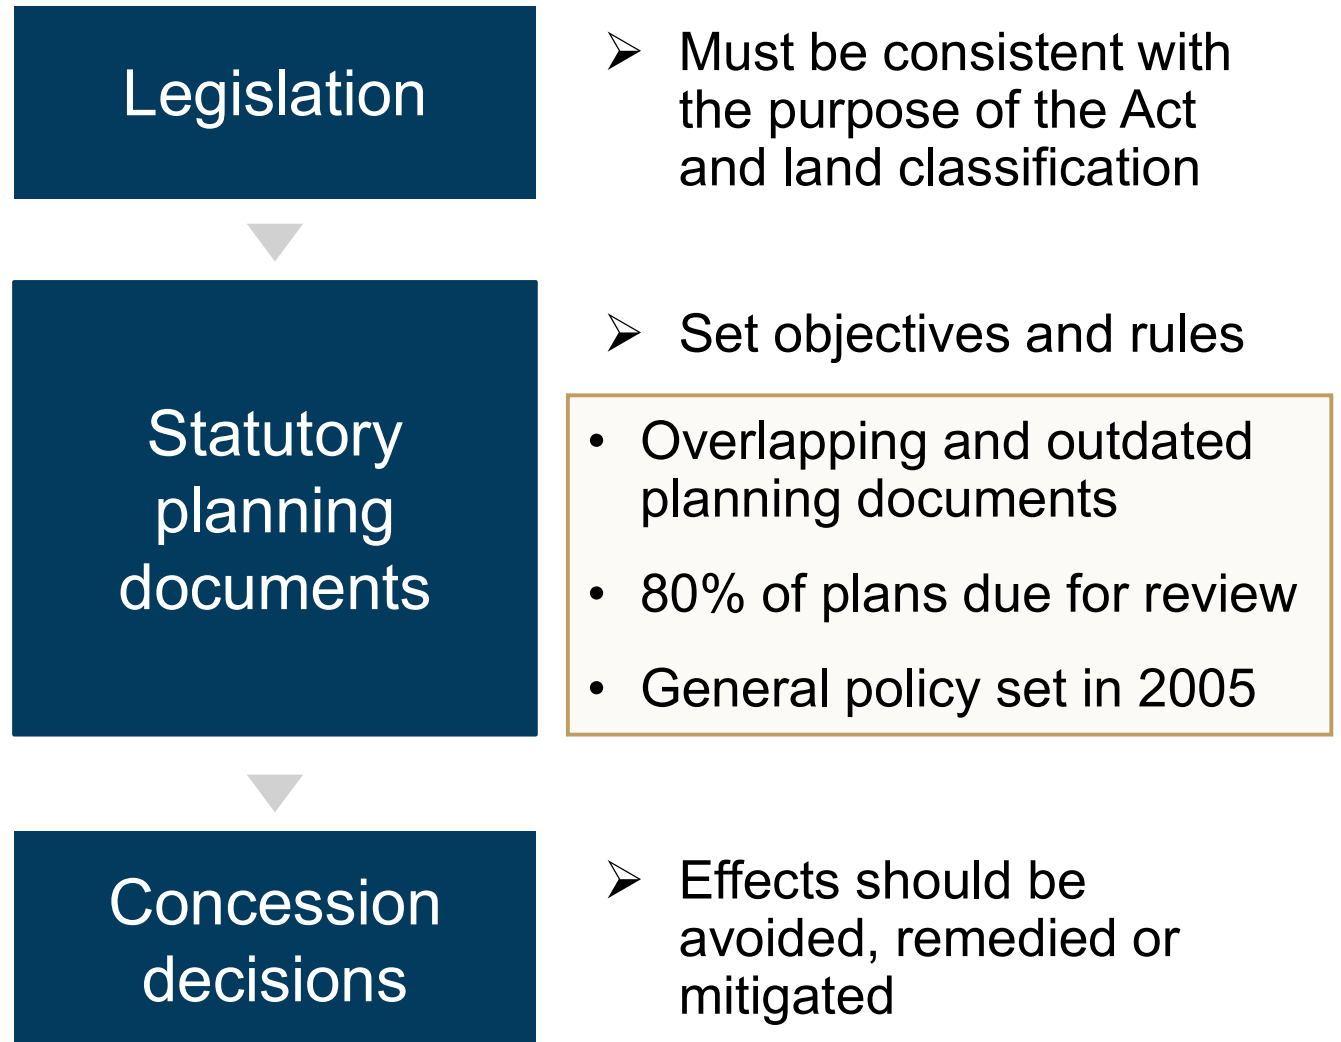 Legislation
➢ Must be consistent with
the purpose of the Act
and land classification
Statutory
planning
documents
➢ Set objectives and rules
• Overlapping and outdated
planning documents
• 80% of plans due for review
• General policy set in 2005
Concession
decisions
➢ Effects should be
avoided, remedied or
mitigated